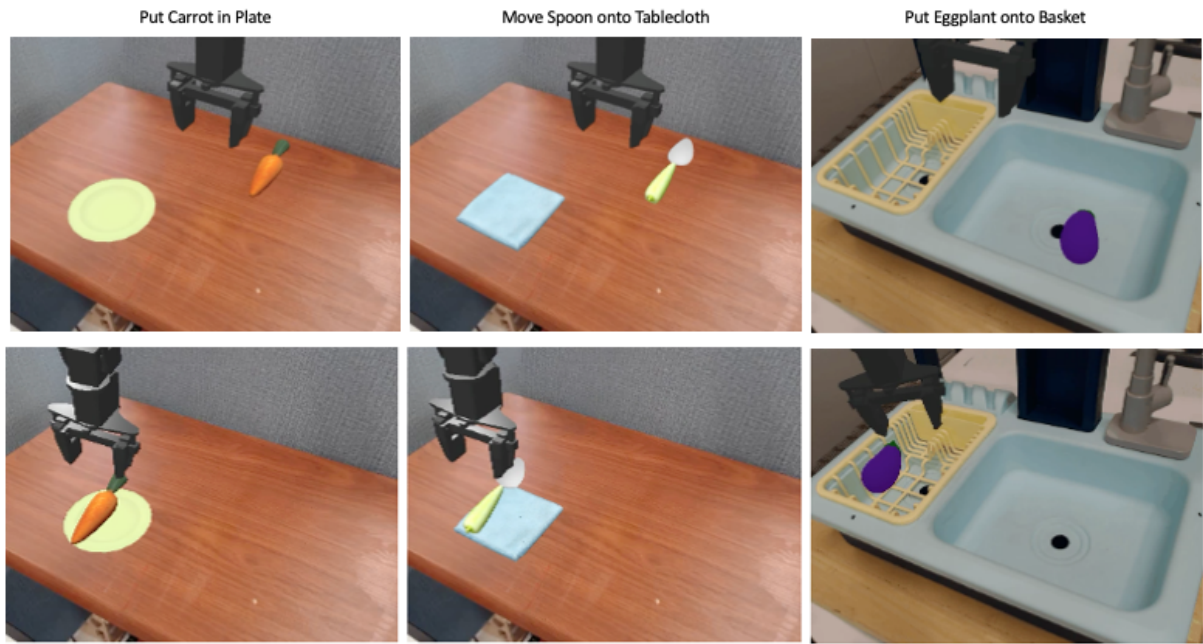 Put Carrot in Plate
Move Spoon onto Tablecloth
Put Eggplant onto Basket